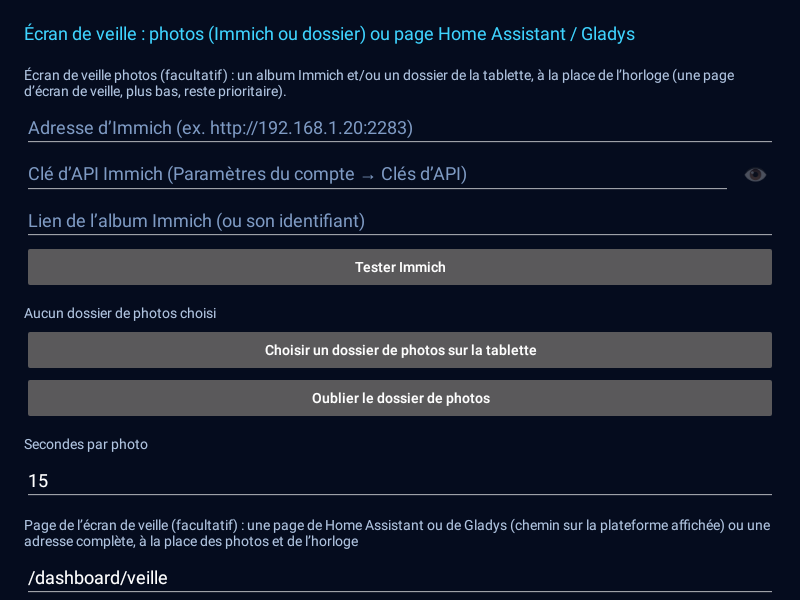 Écran de veille : photos (Immich ou dossier) ou page Home Assistant / Gladys
Écran de veille photos (facultatif) : un album Immich et/ou un dossier de la tablette, à la place de l’horloge (une page
d’écran de veille, plus bas, reste prioritaire).
Adresse d’Immich (ex. http://192.168.1.20:2283)
Clé d’API Immich (Paramètres du compte → Clés d’API)
Lien de l’album Immich (ou son identifiant)
Tester Immich
Aucun dossier de photos choisi
Choisir un dossier de photos sur la tablette
Oublier le dossier de photos
Secondes par photo
15
Page de l’écran de veille (facultatif) : une page de Home Assistant ou de Gladys (chemin sur la plateforme affichée) ou une
adresse complète, à la place des photos et de l’horloge
/dashboard/veille